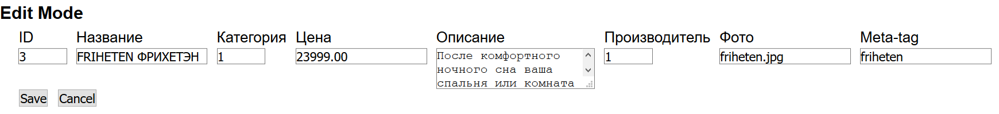 Edit Mode
ID Название Категория Цена Описание Производитель Фото Meta-tag
3 FRIHETEN ФРИХЕТЭН 1 23999.00 После комфортного 1 friheten.jpg friheten
ночного сна ваша
спальня или комната
Save Cancel